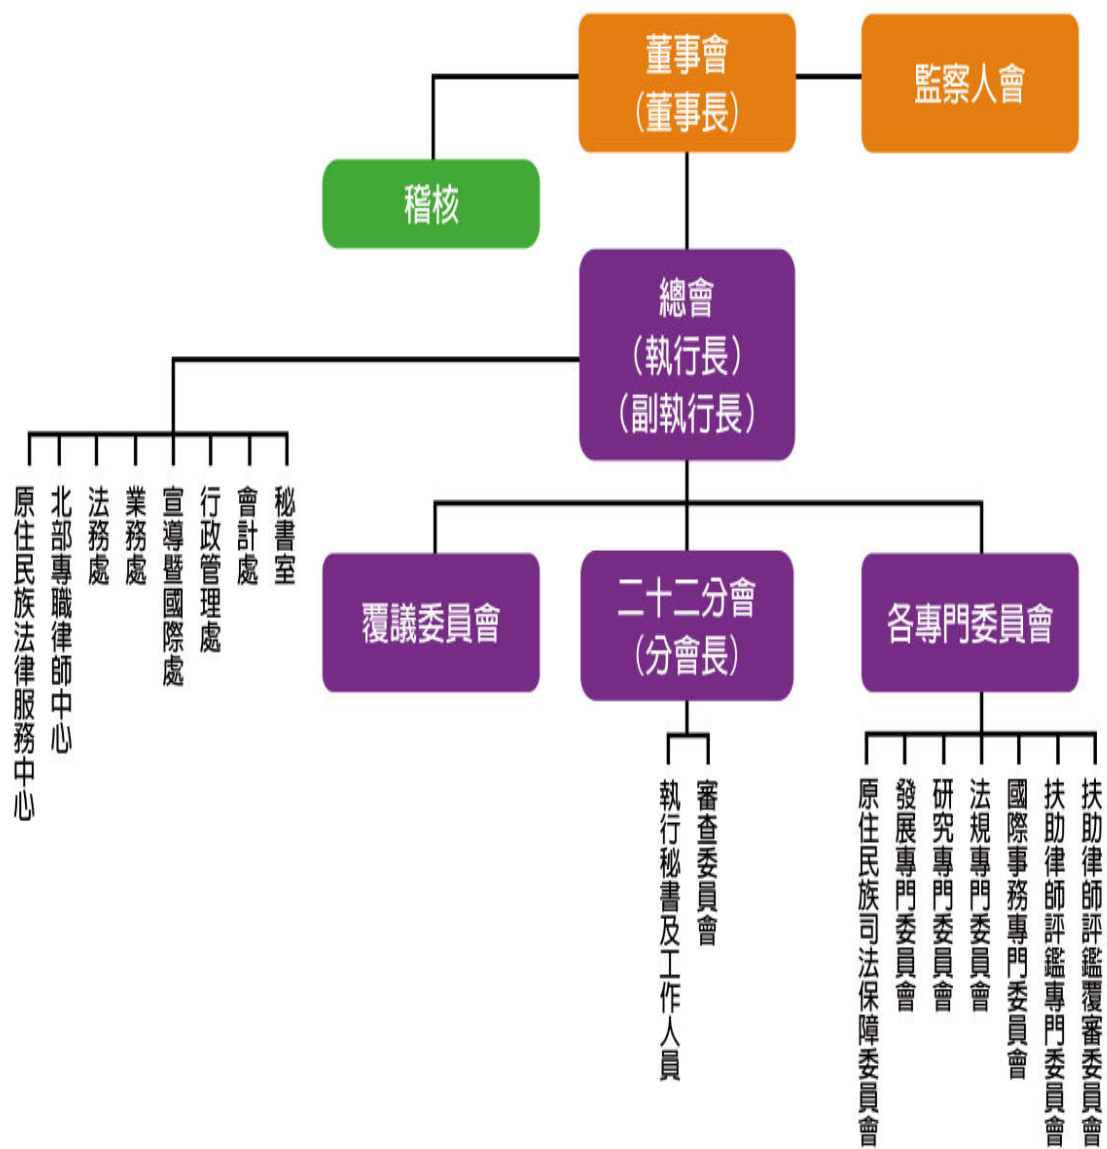 董事會
（董事長）
監察人會
稽核
總會
（執行長）
（副執行長）
原住民族法律服務中心
北部專職律師中心
法務處
業務處
宣導暨國際處
行政管理處
會計處
秘書室
覆議委員會
二十二分會
（分會長）
各專門委員會
執行秘書及工作人員
審查委員會
原住民族司法保障委員會
發展專門委員會
研究專門委員會
法規專門委員會
國際事務專門委員會
扶助律師評鑑專門委員會
扶助律師評鑑覆審委員會